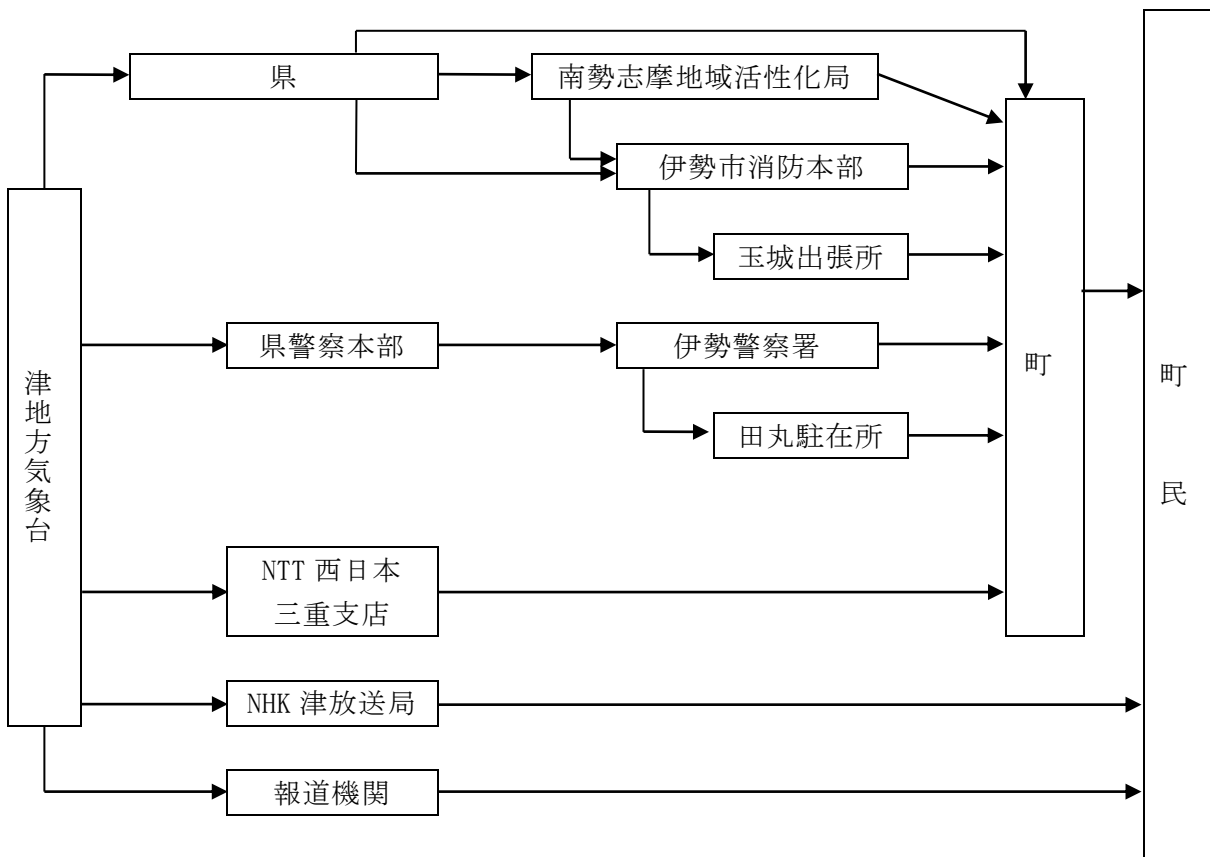 県
南勢志摩地域活性化局
伊勢市消防本部
玉城出張所
県警察本部
伊勢警察署
田丸駐在所
津地方気象台
町
町民
NTT 西日本
三重支店
NHK 津放送局
報道機関